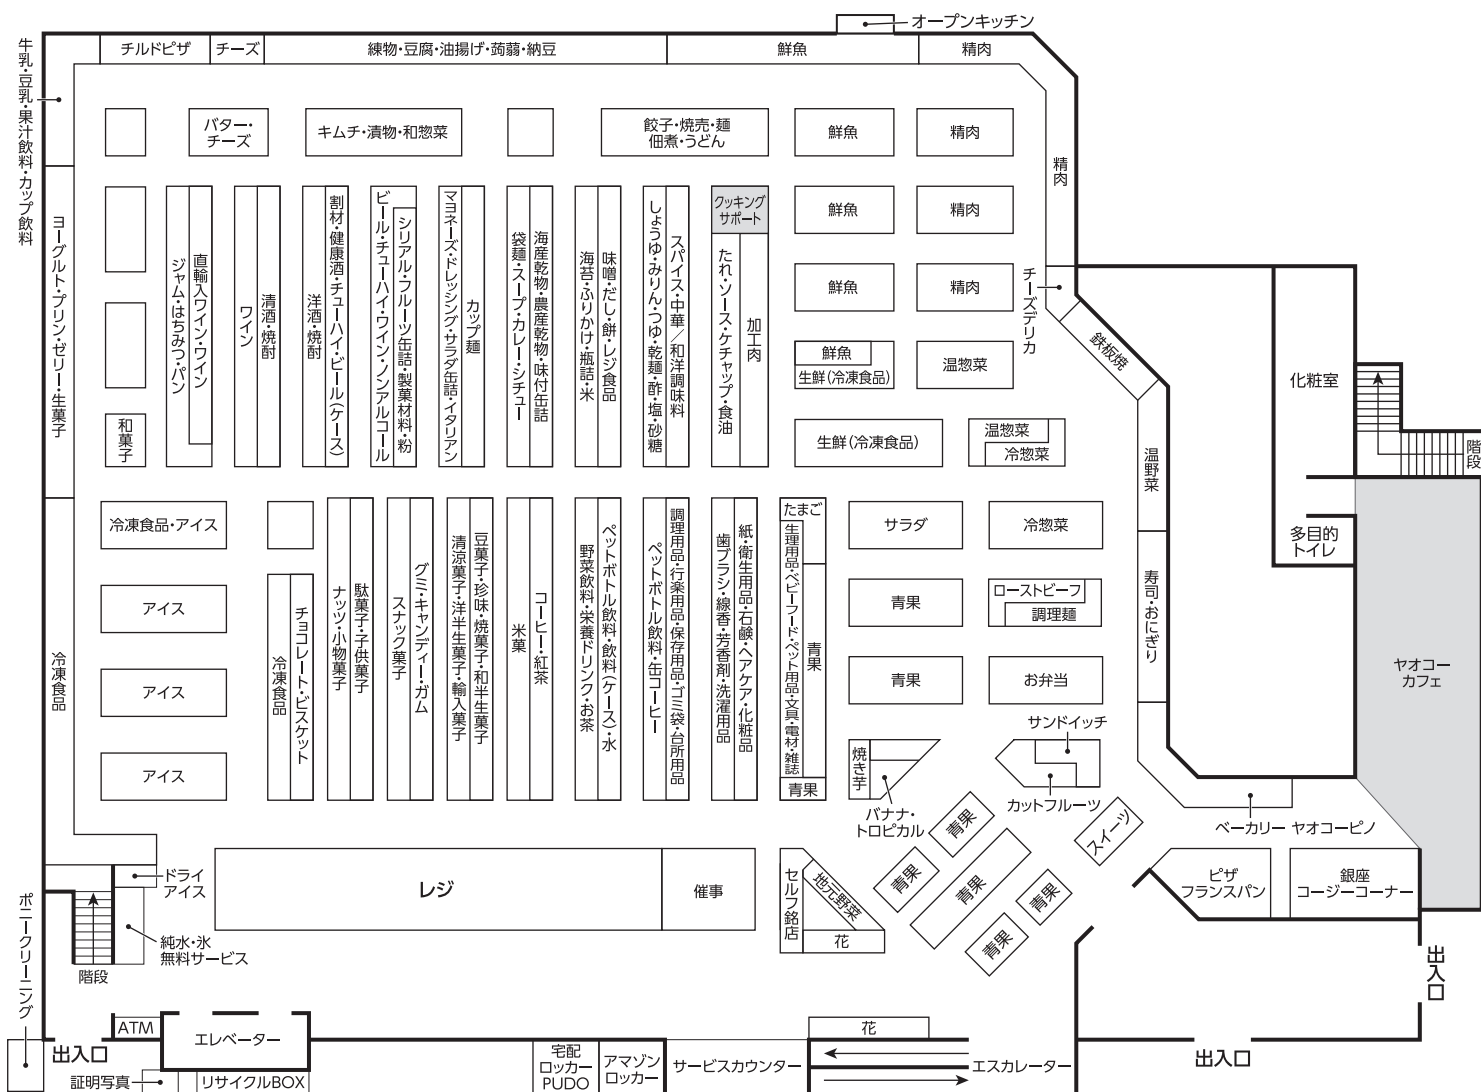 オープンキッチン
牛乳・豆乳・果汁飲料・カップ飲料
チルドピザ
チーズ
練物・豆腐・油揚げ・蒟蒻・納豆
鮮魚
精肉
バター・
チーズ
キムチ・漬物・和惣菜
餃子・焼売・麺
佃煮・うどん
鮮魚
精肉
精肉
ヨーグルト・プリン・ゼリー・生菓子
和菓子
ジャム・はちみつ・パン
直輸入ワイン・ワイン
ワイン
清酒・焼酎
洋酒・焼酎
割材・健康酒・チューハイ・ビール(ケース)
ビール・チューハイ・ワイン・ノンアルコール
シリアル・フルーツ缶詰・製菓材料・粉
マヨネーズ・ドレッシング・サラダ缶詰・イタリアン
カップ麺
袋麺・スープ・カレー・シチュー
海産乾物・農産乾物・味付缶詰
海苔・ふりかけ・瓶詰・米
味噌・だし・餅・レジ食品
しょうゆ・みりん・つゆ・乾麺・酢・塩・砂糖
スパイス・中華/和洋調味料
クッキング
サポート
たれ・ソース・ケチャップ・食油
加工肉
鮮魚
精肉
鮮魚
精肉
チーズデリカ
鮮魚
生鮮(冷凍食品)
温惣菜
鉄板焼
化粧室
階段
生鮮(冷凍食品)
温惣菜
冷惣菜
温野菜
冷凍食品
冷凍食品・アイス
アイス
アイス
アイス
冷凍食品
チョコレート・ビスケット
ナッツ・小物菓子
駄菓子・子供菓子
スナック菓子
グミ・キャンディー・ガム
清涼菓子・洋半生菓子・輸入菓子
豆菓子・珍味・焼菓子・和半生菓子
米菓
コーヒー・紅茶
野菜飲料・栄養ドリンク・お茶
ペットボトル飲料・飲料(ケース)・水
ペットボトル飲料・缶コーヒー
調理用品・行楽用品・保存用品・ゴミ袋・台所用品
歯ブラシ・線香・芳香剤・洗濯用品
紙・衛生用品・石鹸・ヘアケア・化粧品
たまご
生理用品・ベビーフード・ペット用品・文具・電材・雑誌
青果
青果
サラダ
冷惣菜
多目的
トイレ
青果
ローストビーフ
調理麺
寿司・おにぎり
青果
お弁当
ヤオコー
カフェ
サンドイッチ
焼き芋
バナナ・
トロピカル
カットフルーツ
ベーカリー ヤオコーピノ
青果
スイーツ
青果
青果
青果
青果
ピザ
フランスパン
銀座
コージーコーナー
ドライ
アイス
レジ
催事
セルフ銘店
地元野菜
花
ポニークリーニング
純水・氷
無料サービス
階段
出入口
ATM
エレベーター
花
出入口
証明写真
リサイクルBOX
宅配
ロッカー
PUDO
アマゾン
ロッカー
サービスカウンター
エスカレーター
出入口